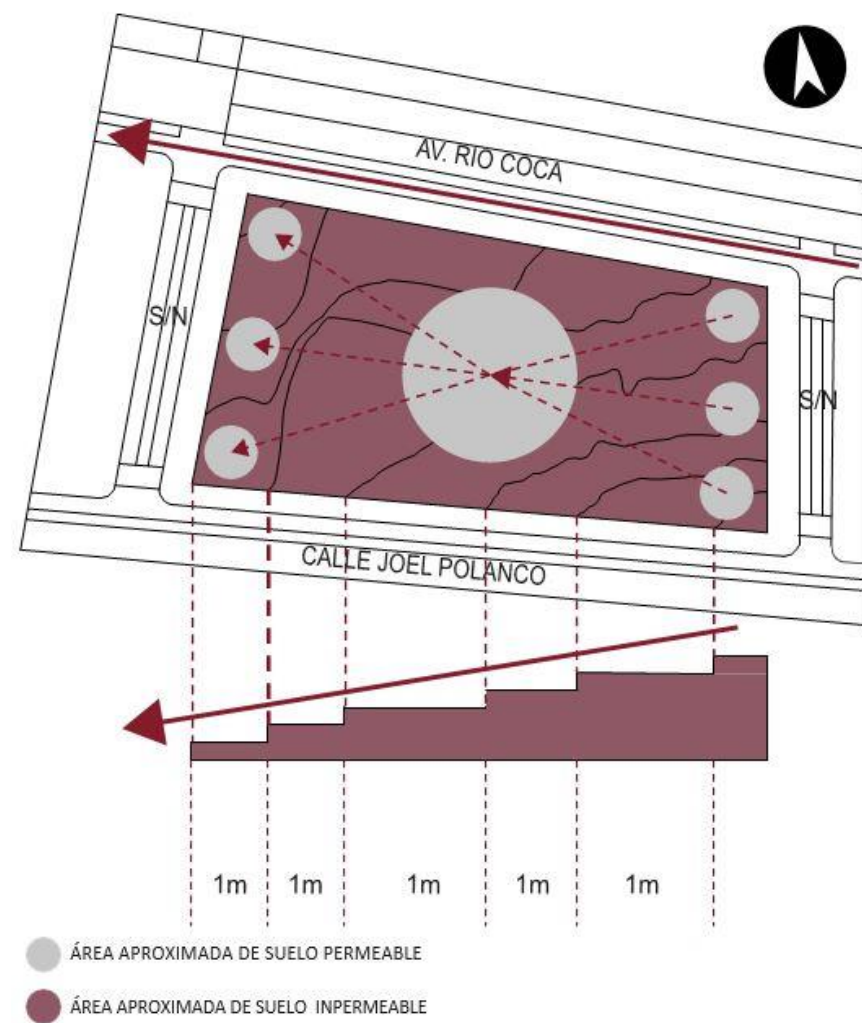 AV. RIO COCA
S/N
S/N
CALLE JOEL POLANCO
1m
1m
1m
1m
1m
ÁREA APROXIMADA DE SUELO PERMEABLE
ÁREA APROXIMADA DE SUELO INPERMEABLE